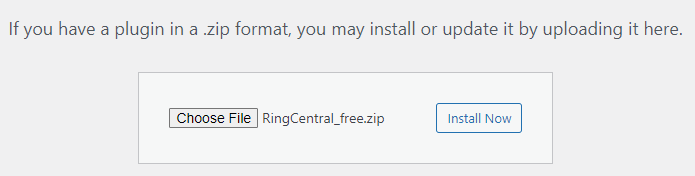 If you have a plugin in a .zip format, you may install or update it by uploading it here.
Choose File RingCentral_free.zip Install Now